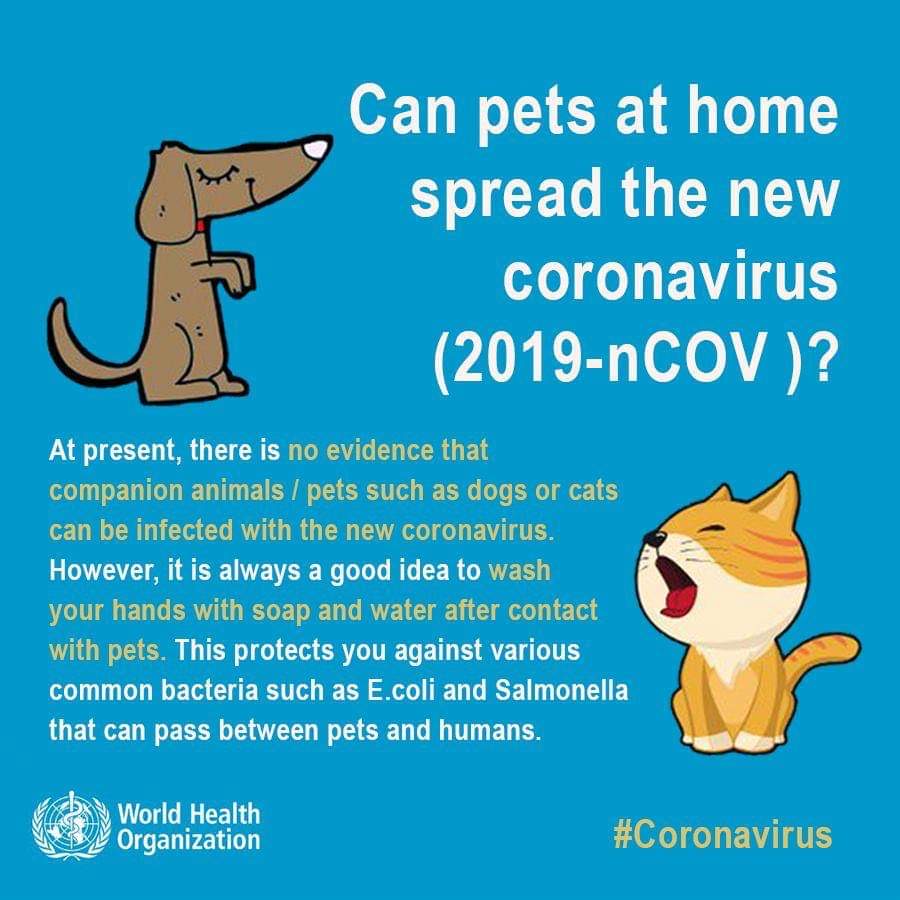 Can pets at home
spread the new
coronavirus
(2019-nCOV )?
At present, there is no evidence that
companion animals / pets such as dogs or cats
can be infected with the new coronavirus.
However, it is always a good idea to wash
your hands with soap and water after contact
with pets. This protects you against various
common bacteria such as E.coli and Salmonella
that can pass between pets and humans.
World Health
Organization
#Coronavirus